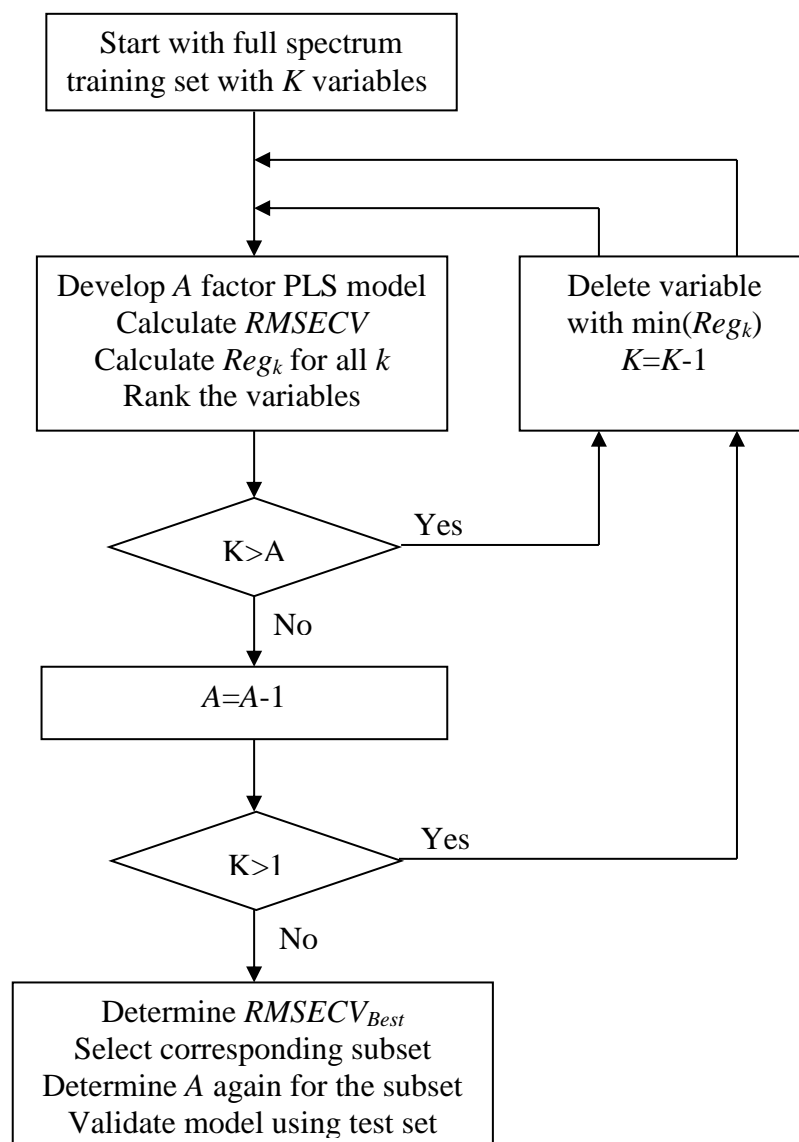 Start with full spectrum
training set with K variables
Develop A factor PLS model
Calculate RMSECV
Calculate Regk for all k
Rank the variables
Delete variable
with min(Regk)
K=K-1
K>A
Yes
No
A=A-1
K>1
Yes
No
Determine RMSECVBest
Select corresponding subset
Determine A again for the subset
Validate model using test set